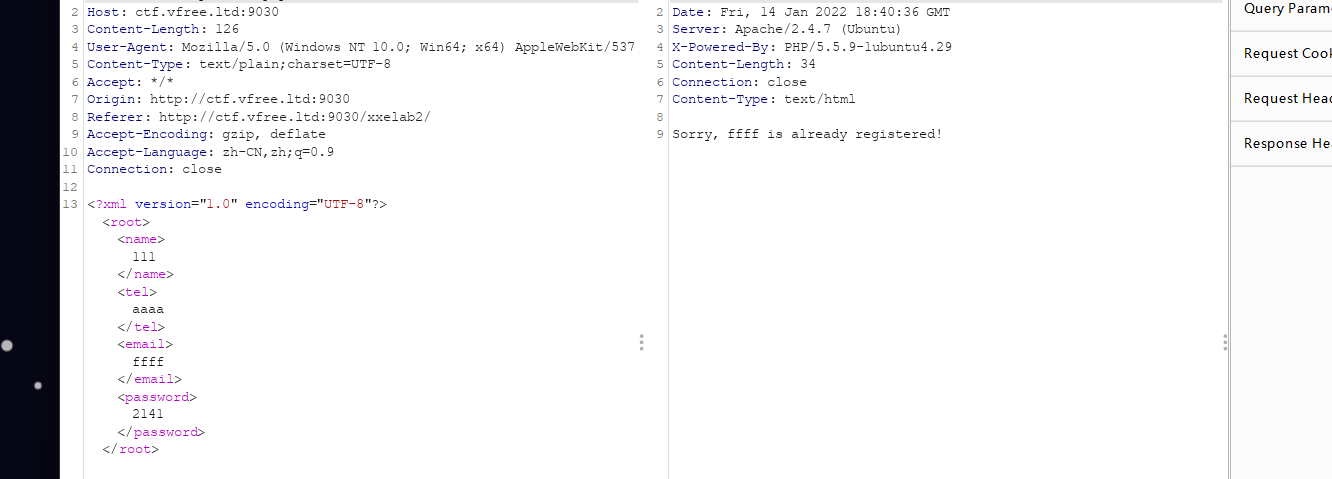 2 Host: ctf.vfree.ltd:9030
3 Content-Length: 126
4 User-Agent: Mozilla/5.0 (Windows NT 10.0; Win64; x64) AppleWebKit/537
5 Content-Type: text/plain;charset=UTF-8
6 Accept: */*
7 Origin: http://ctf.vfree.ltd:9030
8 Referer: http://ctf.vfree.ltd:9030/xxelab2/
9 Accept-Encoding: gzip, deflate
10 Accept-Language: zh-CN,zh;q=0.9
11 Connection: close
12
13 <?xml version="1.0" encoding="UTF-8"?>
<root>
<name>
111
</name>
<tel>
aaaa
</tel>
<email>
ffff
</email>
<password>
2141
</password>
</root>
2 Date: Fri, 14 Jan 2022 18:40:36 GMT
3 Server: Apache/2.4.7 (Ubuntu)
4 X-Powered-By: PHP/5.5.9-1ubuntu4.29
5 Content-Length: 34
6 Connection: close
7 Content-Type: text/html
8
9 Sorry, ffff is already registered!
Query Param
Request Cook
Request Head
Response He